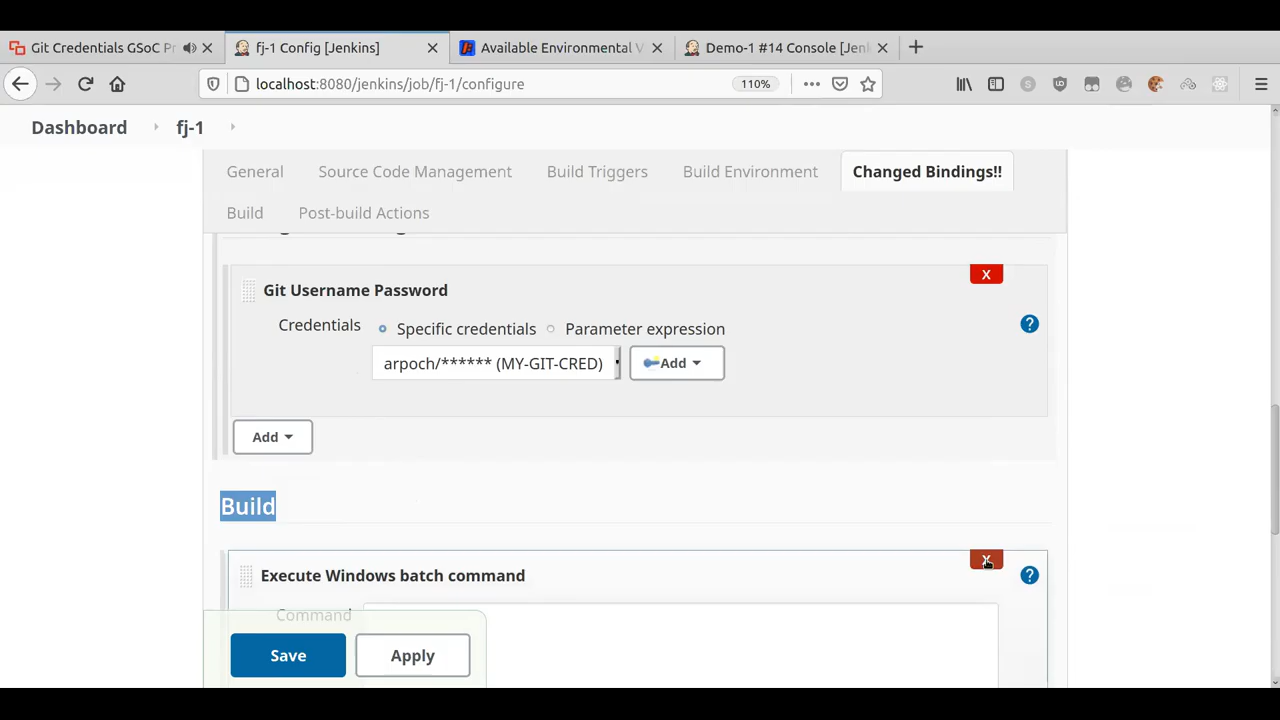 Git Credentials GSoC Pr
fj-1 Config [Jenkins]
Available Environmental V
Demo-1 #14 Console [Jen
localhost:8080/jenkins/job/fj-1/configure
110%
Dashboard
fj-1
General
Source Code Management
Build Triggers
Build Environment
Changed Bindings!!
Build
Post-build Actions
X
Git Username Password
Credentials
Specific credentials
Parameter expression
?
arpoch/****** (MY-GIT-CRED)
Add
Add
Build
X
Execute Windows batch command
?
Command
Save
Apply